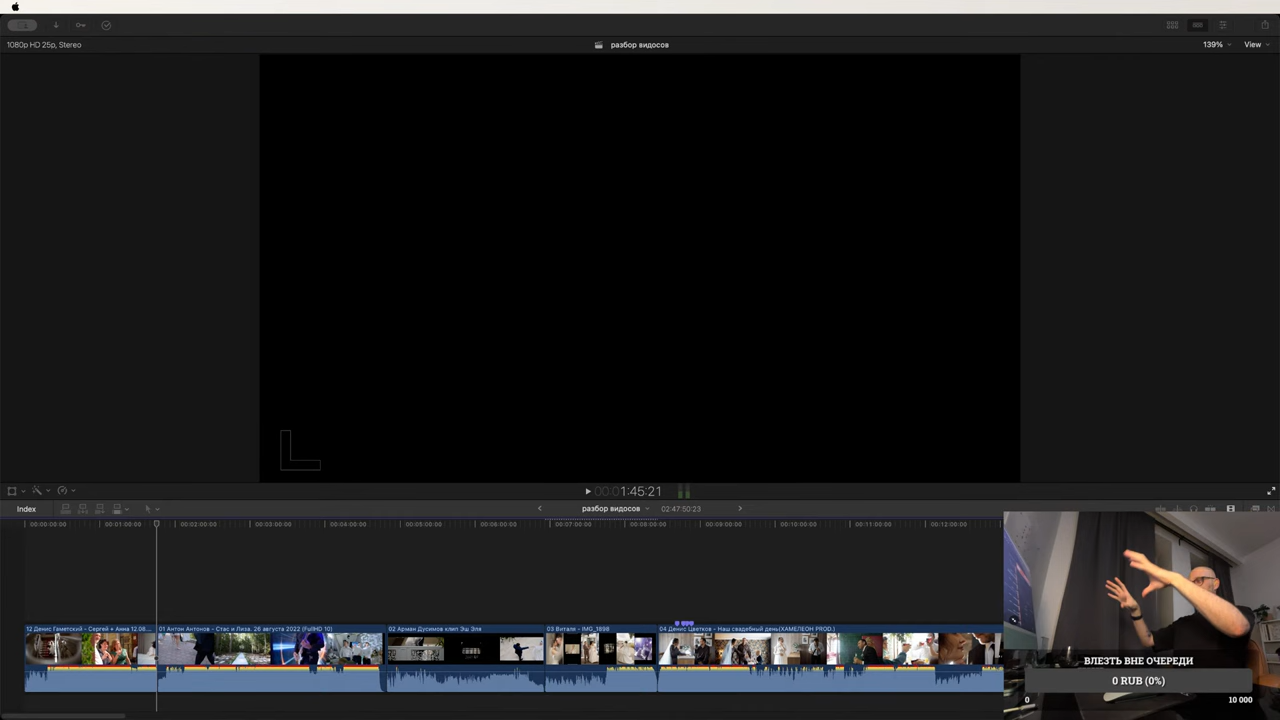 1080p HD 25p, Stereo
разбор видосов
139%
View
00:00:01:45:21
Index
разбор видосов
02:47:50:23
00:00:00:00
00:01:00:00
00:02:00:00
00:03:00:00
00:04:00:00
00:05:00:00
00:06:00:00
00:07:00:00
00:08:00:00
00:09:00:00
00:10:00:00
00:11:00:00
00:12:00:00
12 Денис Гаметский - Сергей + Анна 12.08....
01 Антон Антонов - Стас и Лиза. 26 августа 2022 (FullHD 10)
02 Арман Дусимов клип Эш Эля
03 Виталя - IMG_1898
04 Денис Цветков - Наш свадебный день(ХАМЕЛЕОН PROD.)
ВЛЕЗТЬ ВНЕ ОЧЕРЕДИ
0 RUB (0%)
0
10 000